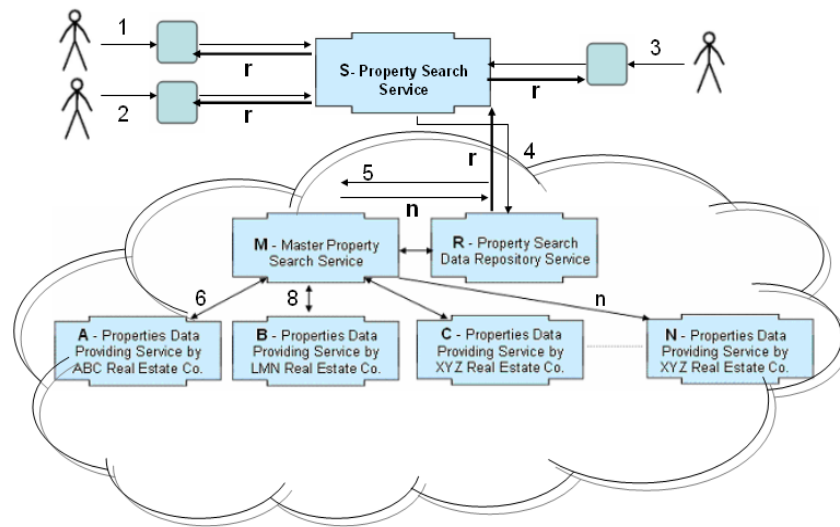 1
r
2
r
S- Property Search
Service
3
r
4
r
5
n
M - Master Property
Search Service
R - Property Search
Data Repository Service
6
8
n
A - Properties Data
Providing Service by
ABC Real Estate Co.
B - Properties Data
Providing Service by
LMN Real Estate Co.
C - Properties Data
Providing Service by
XYZ Real Estate Co.
N - Properties Data
Providing Service by
XYZ Real Estate Co.